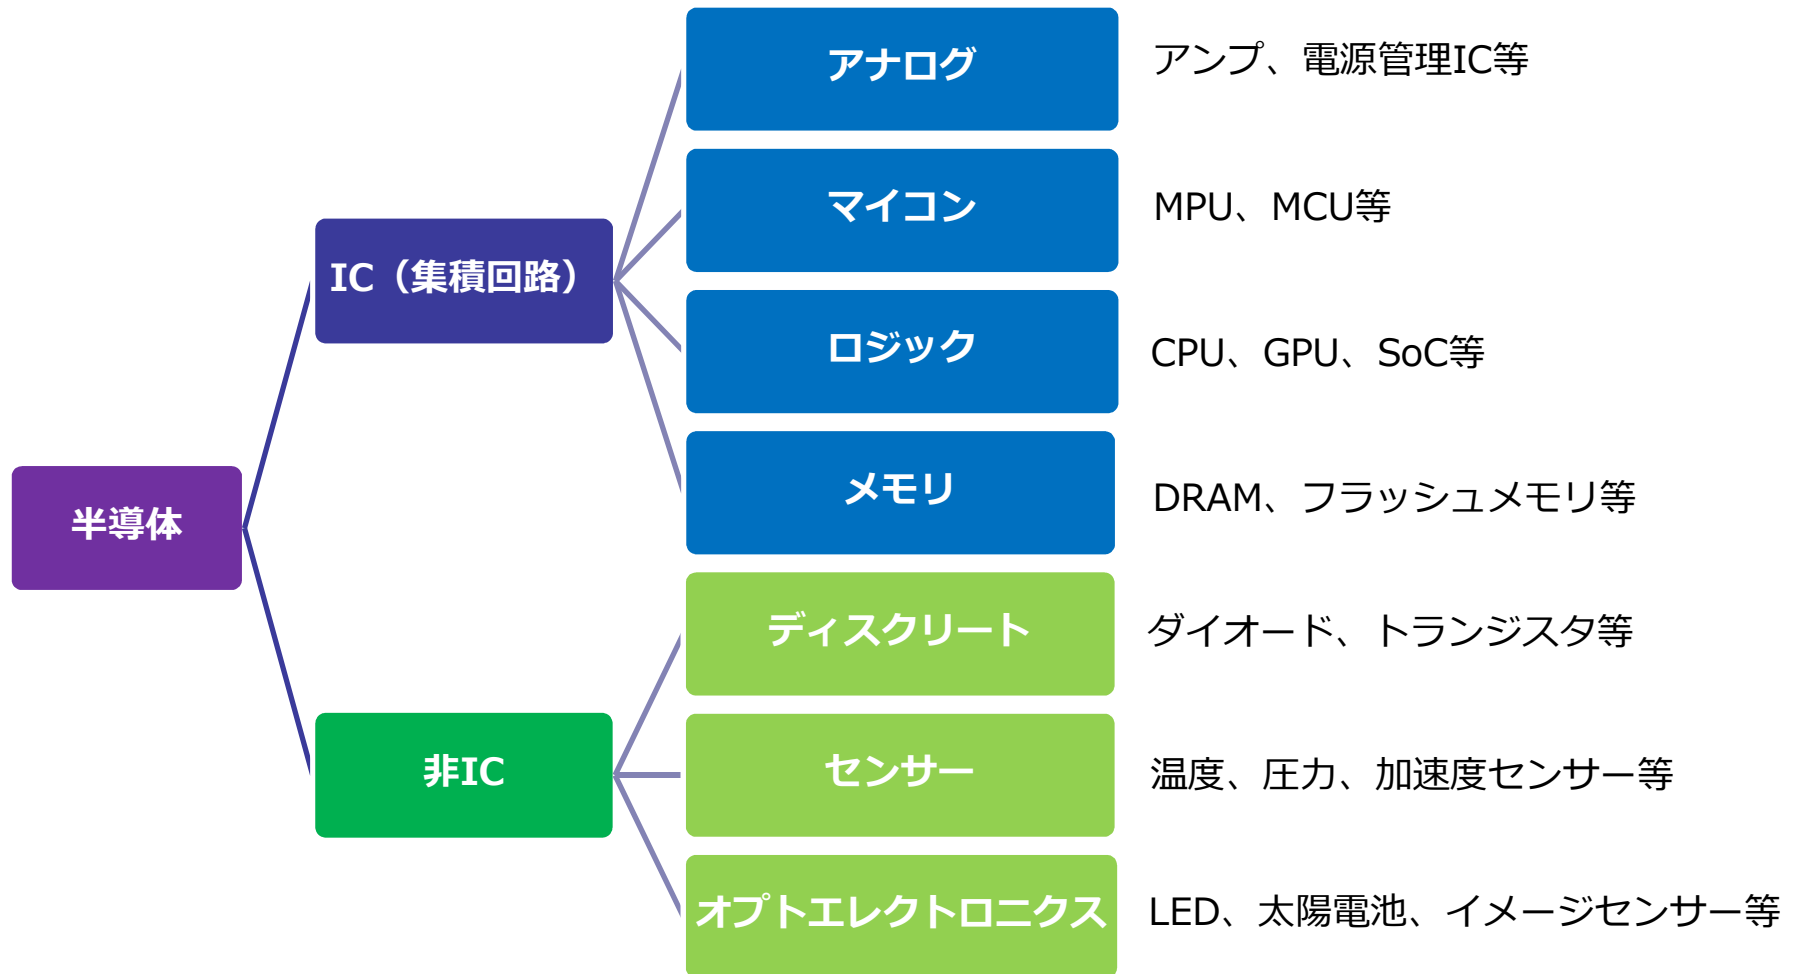 半導体
IC（集積回路）
アナログ
アンプ、電源管理IC等
マイコン
MPU、MCU等
ロジック
CPU、GPU、SoC等
メモリ
DRAM、フラッシュメモリ等
非IC
ディスクリート
ダイオード、トランジスタ等
センサー
温度、圧力、加速度センサー等
オプトエレクトロニクス
LED、太陽電池、イメージセンサー等